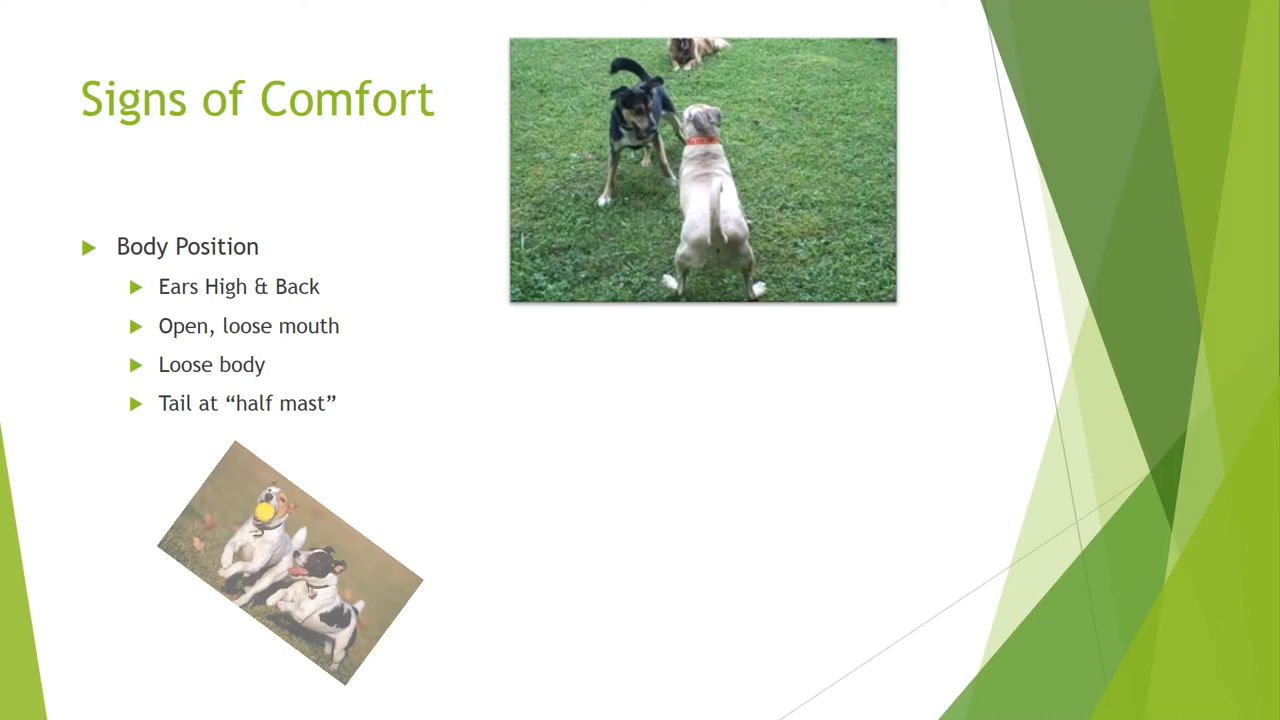 Signs of Comfort
Body Position
Ears High & Back
Open, loose mouth
Loose body
Tail at “half mast”